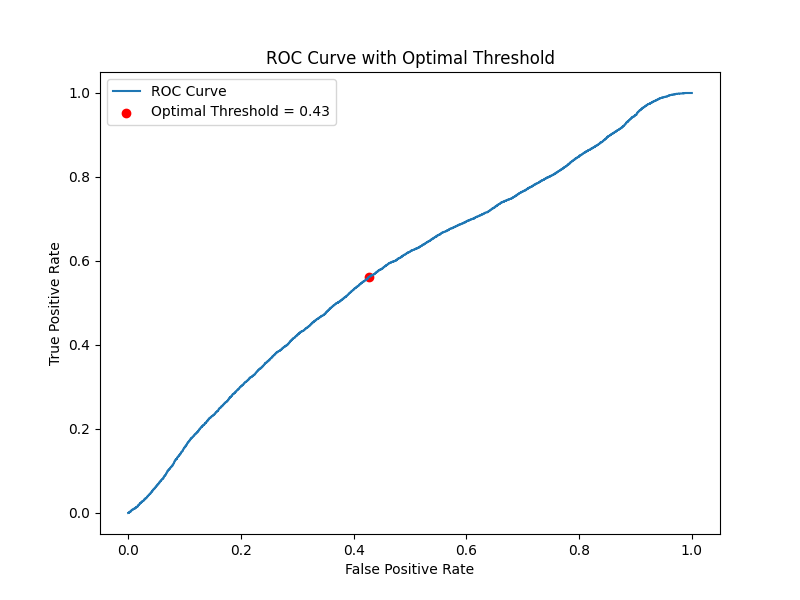 ROC Curve with Optimal Threshold
ROC Curve
Optimal Threshold = 0.43
1.0
0.8
0.6
0.4
0.2
0.0
True Positive Rate
0.0 0.2 0.4 0.6 0.8 1.0
False Positive Rate